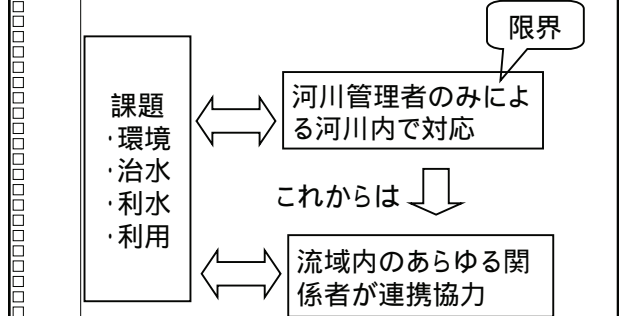 限界
課題
･環境
･治水
･利水
･利用
河川管理者のみによ
る河川内で対応
これからは
流域内のあらゆる関
係者が連携協力